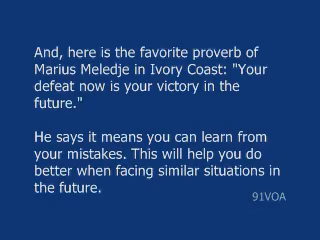 And, here is the favorite proverb of
Marius Meledje in Ivory Coast: "Your
defeat now is your victory in the
future."
He says it means you can learn from
your mistakes. This will help you do
better when facing similar situations in
the future.
91VOA